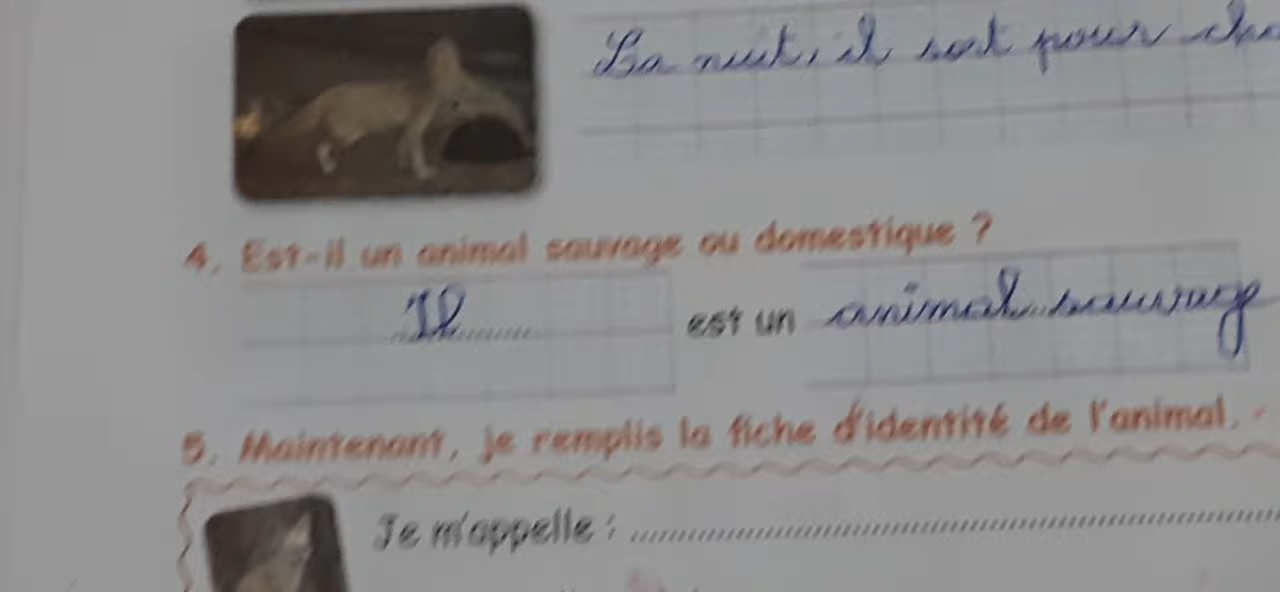 La nuit, il sort pour
4. Est-il un animal sauvage ou domestique ?
Il est un animal sauvage
5. Maintenant, je remplis la fiche d'identité de l'animal.
Je m'appelle :